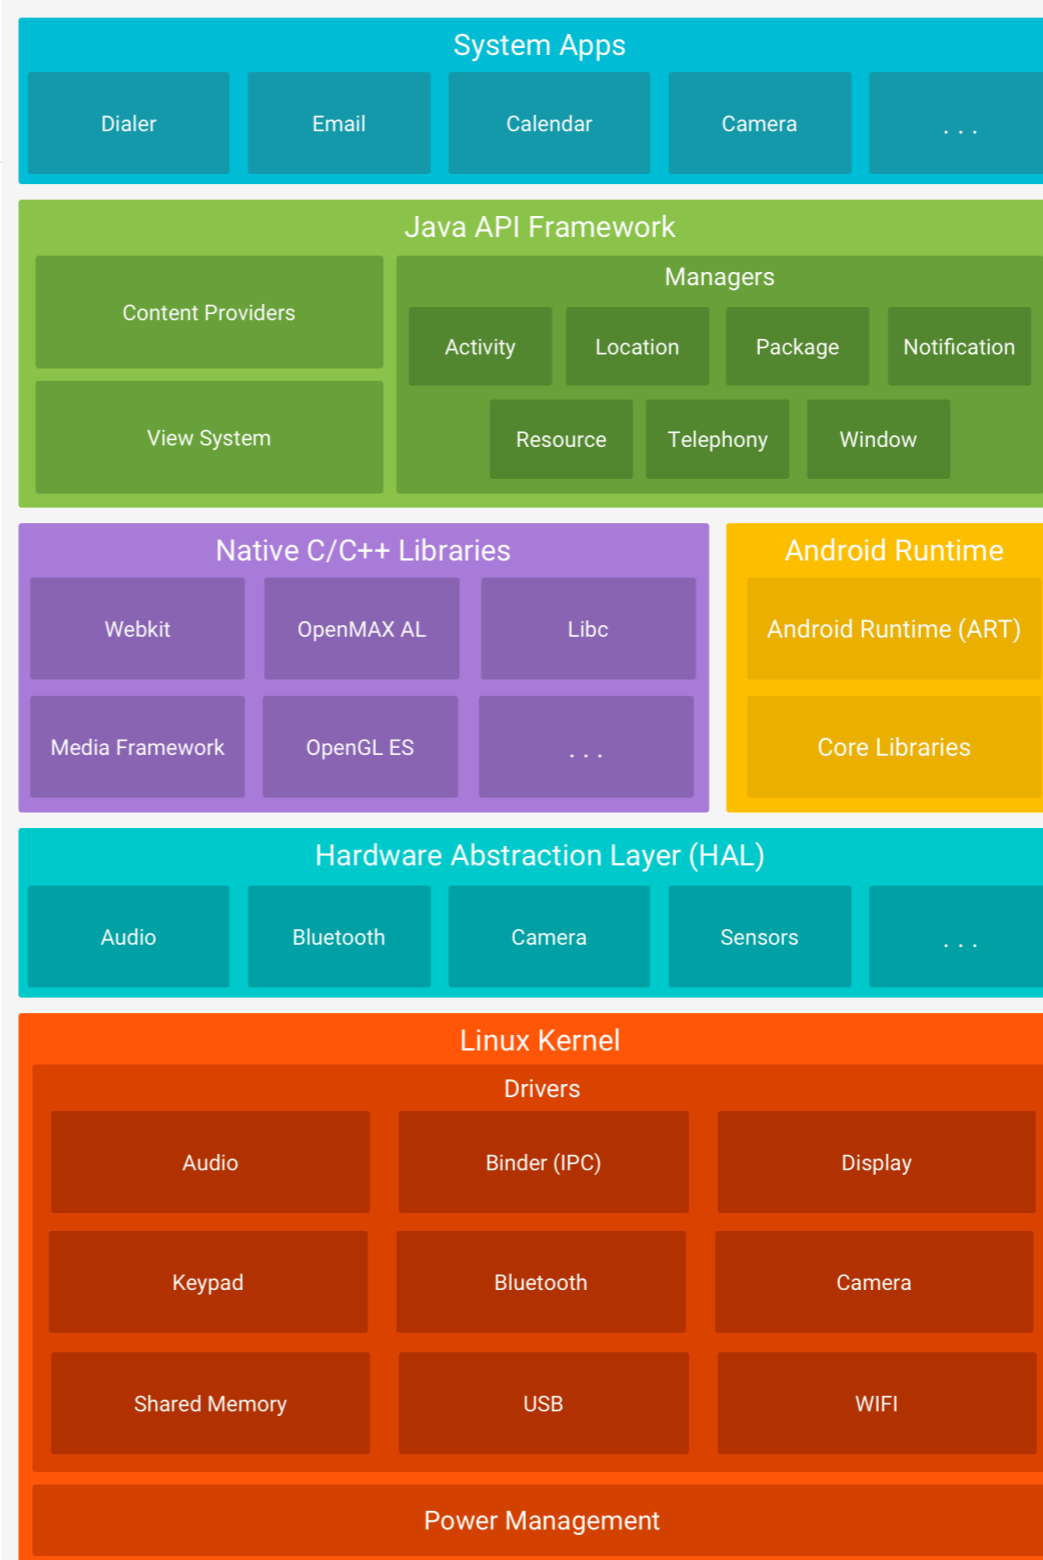 System Apps
Dialer Email Calendar Camera . . .
Java API Framework
Content Providers
View System
Managers
Activity Location Package Notification
Resource Telephony Window
Native C/C++ Libraries
Webkit OpenMAX AL Libc
Media Framework OpenGL ES . . .
Android Runtime
Android Runtime (ART)
Core Libraries
Hardware Abstraction Layer (HAL)
Audio Bluetooth Camera Sensors . . .
Linux Kernel
Drivers
Audio Binder (IPC) Display
Keypad Bluetooth Camera
Shared Memory USB WIFI
Power Management